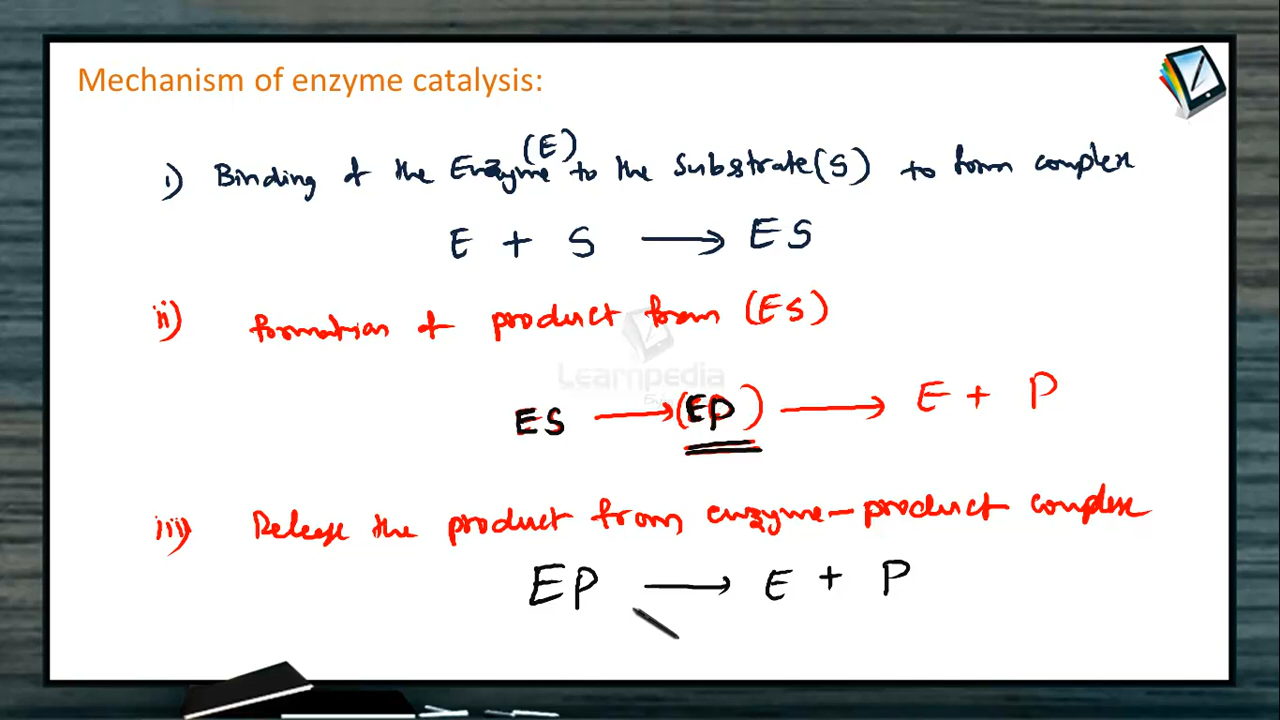 Mechanism of enzyme catalysis:
i) Binding of the Enzyme (E) to the Substrate (S) to form complex
E + S ⟶ ES
ii) formation of product from (ES)
Learnpedia
ES ⟶ (EP) ⟶ E + P
iii) Release the product from enzyme - product complex
EP ⟶ E + P